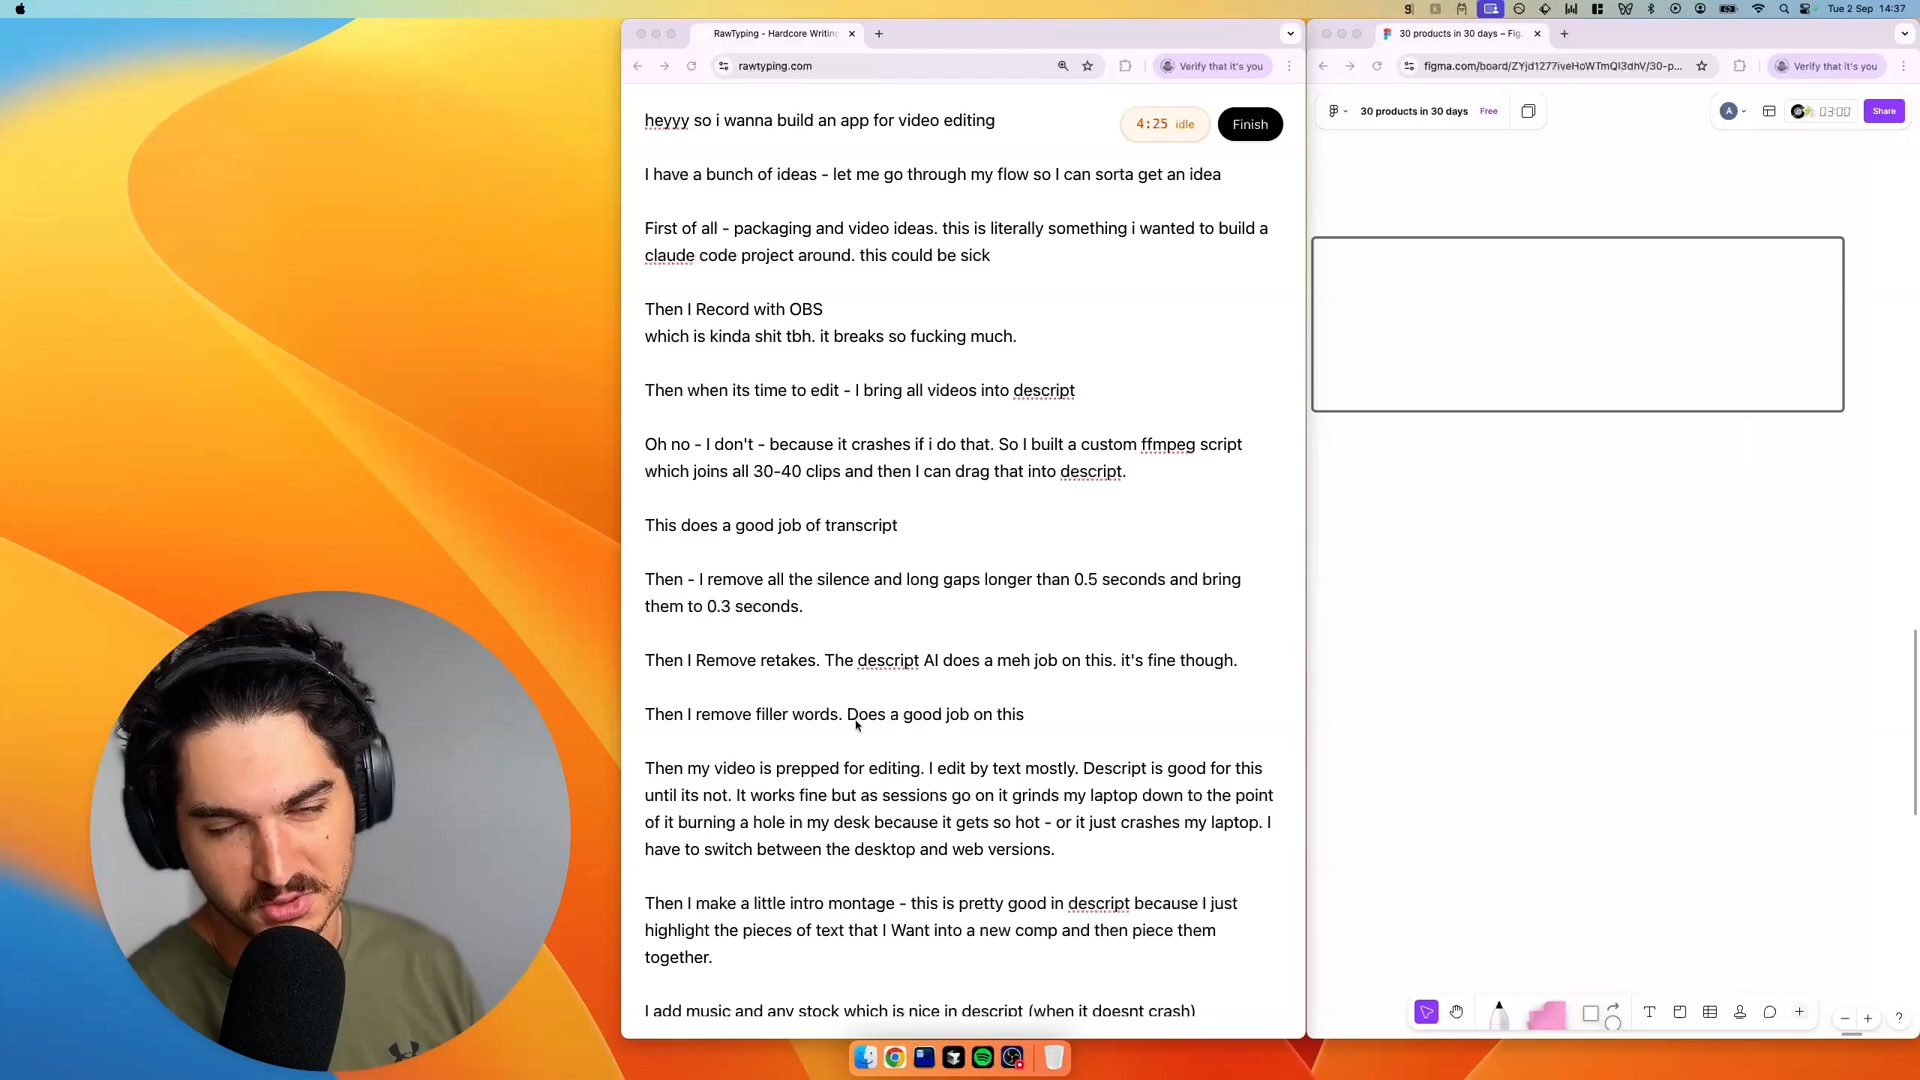 Tue 2 Sep 14:37
RawTyping - Hardcore Writing
rawtyping.com
Verify that it's you
heyyy so i wanna build an app for video editing
4:25 idle
Finish
I have a bunch of ideas - let me go through my flow so I can sorta get an idea
First of all - packaging and video ideas. this is literally something i wanted to build a
claude code project around. this could be sick
Then I Record with OBS
which is kinda shit tbh. it breaks so fucking much.
Then when its time to edit - I bring all videos into descript
Oh no - I don't - because it crashes if i do that. So I built a custom ffmpeg script
which joins all 30-40 clips and then I can drag that into descript.
This does a good job of transcript
Then - I remove all the silence and long gaps longer than 0.5 seconds and bring
them to 0.3 seconds.
Then I Remove retakes. The descript AI does a meh job on this. it's fine though.
Then I remove filler words. Does a good job on this
Then my video is prepped for editing. I edit by text mostly. Descript is good for this
until its not. It works fine but as sessions go on it grinds my laptop down to the point
of it burning a hole in my desk because it gets so hot - or it just crashes my laptop. I
have to switch between the desktop and web versions.
Then I make a little intro montage - this is pretty good in descript because I just
highlight the pieces of text that I Want into a new comp and then piece them
together.
I add music and any stock which is nice in descript (when it doesnt crash)
30 products in 30 days – Fig
Verify that it's you
30 products in 30 days Free
A
03:00
Share